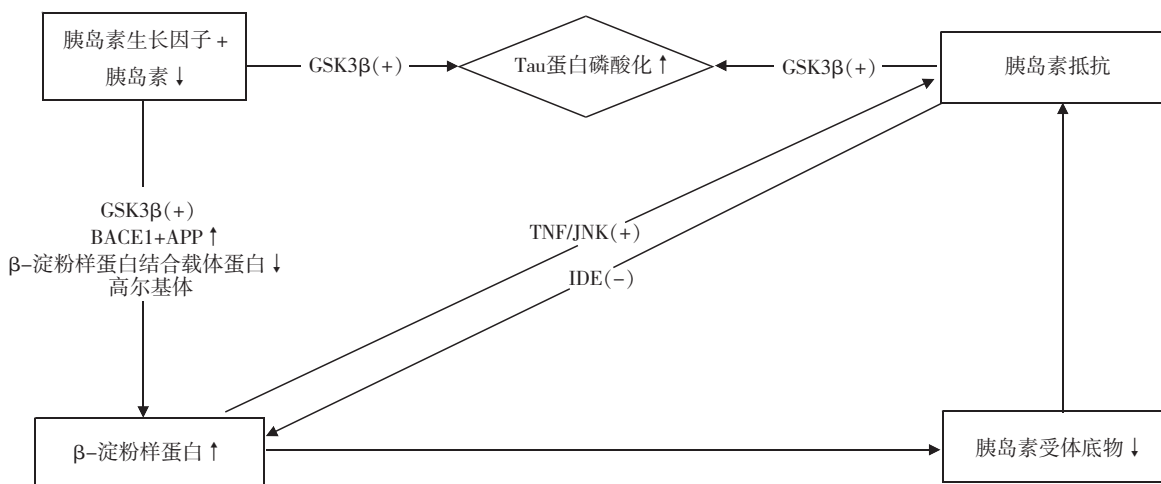 胰岛素生长因子+
胰岛素↓
GSK3β(+)
Tau蛋白磷酸化↑
GSK3β(+)
胰岛素抵抗
GSK3β(+)
BACE1+APP↑
β-淀粉样蛋白结合载体蛋白↓
高尔基体
TNF/JNK(+)
IDE(-)
β-淀粉样蛋白↑
胰岛素受体底物↓